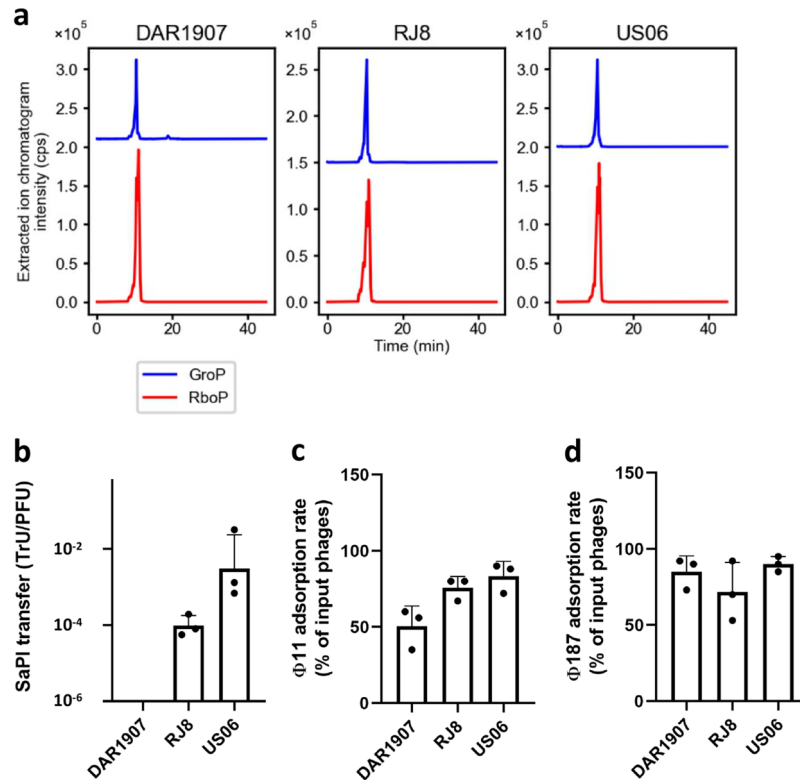 a
×10⁵ DAR1907 ×10⁵ RJ8 ×10⁵ US06
Extracted ion chromatogram
intensity (cps)
3.0
2.5
2.0
1.5
1.0
0.5
0.0
2.5
2.0
1.5
1.0
0.5
0.0
3.0
2.5
2.0
1.5
1.0
0.5
0.0
0 20 40 0 20 40 0 20 40
Time (min)
GroP
RboP
b
SaPI transfer (TrU/PFU)
10⁻²
10⁻⁴
10⁻⁶
DAR1907 RJ8 US06
c
Φ11 adsorption rate
(% of input phages)
150
100
50
0
DAR1907 RJ8 US06
d
Φ187 adsorption rate
(% of input phages)
150
100
50
0
DAR1907 RJ8 US06